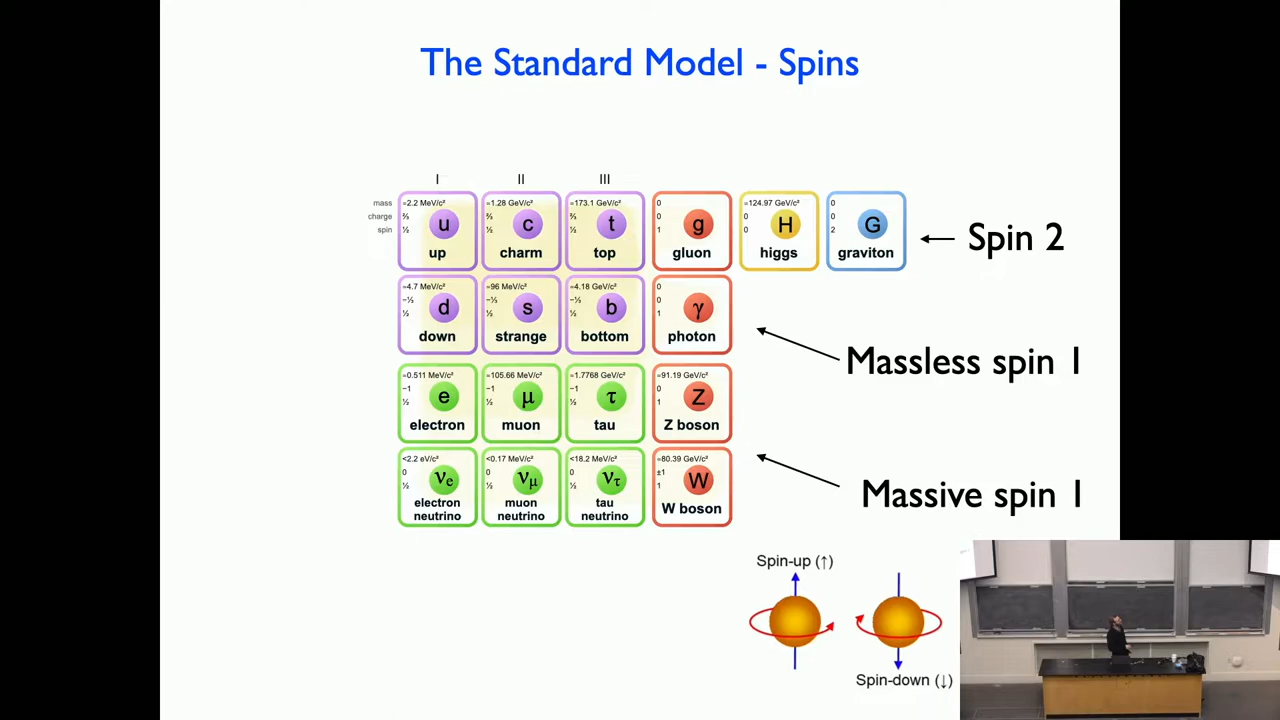 The Standard Model - Spins
I II III
mass
charge
spin
≈2.2 MeV/c²
⅔
½
u
up
≈1.28 GeV/c²
⅔
½
c
charm
≈173.1 GeV/c²
⅔
½
t
top
0
0
1
g
gluon
≈124.97 GeV/c²
0
0
H
higgs
0
0
2
G
graviton
Spin 2
≈4.7 MeV/c²
−⅓
½
d
down
≈96 MeV/c²
−⅓
½
s
strange
≈4.18 GeV/c²
−⅓
½
b
bottom
0
0
1
γ
photon
Massless spin 1
≈0.511 MeV/c²
−1
½
e
electron
≈105.66 MeV/c²
−1
½
μ
muon
≈1.7768 GeV/c²
−1
½
τ
tau
≈91.19 GeV/c²
0
1
Z
Z boson
<2.2 eV/c²
0
½
νe
electron
neutrino
<0.17 MeV/c²
0
½
νμ
muon
neutrino
<18.2 MeV/c²
0
½
ντ
tau
neutrino
≈80.39 GeV/c²
±1
1
W
W boson
Massive spin 1
Spin-up (↑)
Spin-down (↓)